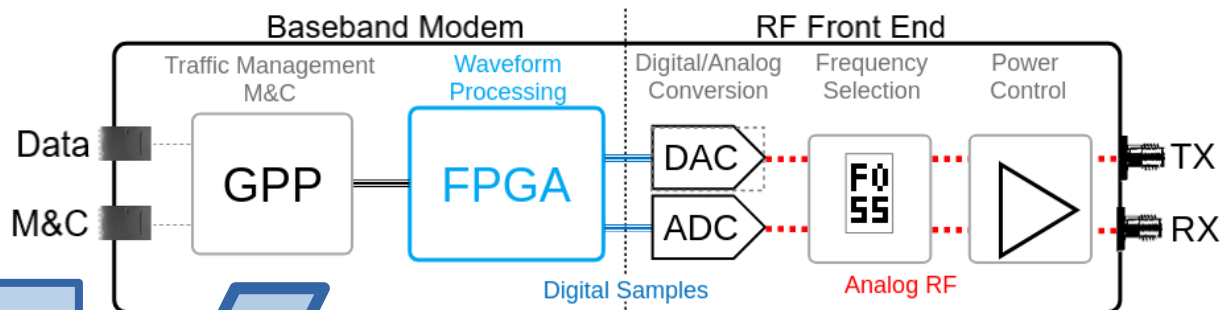 Baseband Modem
RF Front End
Traffic Management
M&C
Waveform
Processing
Digital/Analog
Conversion
Frequency
Selection
Power
Control
Data
M&C
GPP
FPGA
DAC
ADC
F0
55
TX
RX
Digital Samples
Analog RF